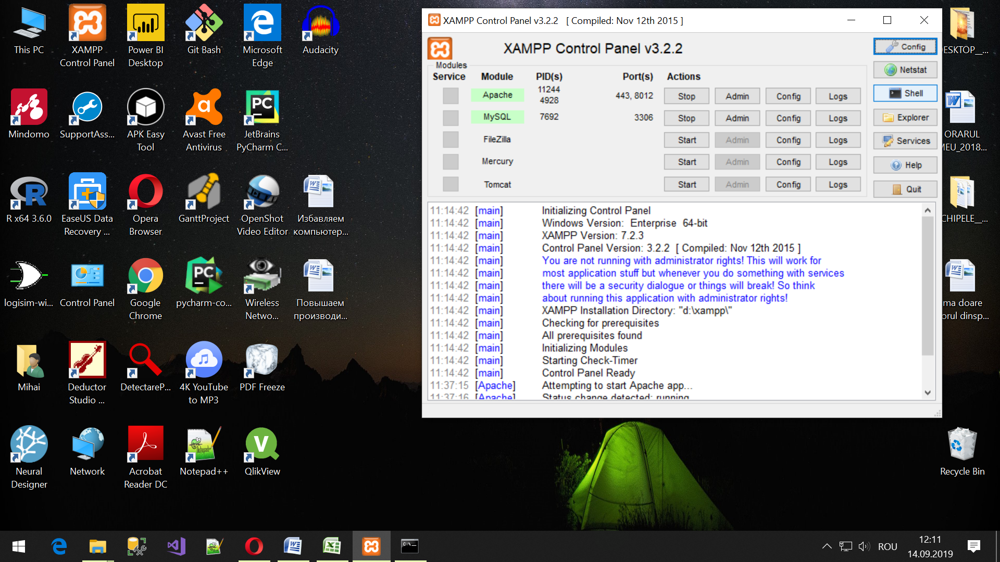 This PC
XAMPP
Control Panel
Power BI
Desktop
Git Bash
Microsoft
Edge
Audacity
Mindomo
SupportAss...
APK Easy
Tool
Avast Free
Antivirus
JetBrains
PyCharm C...
R x64 3.6.0
EaseUS Data
Recovery ...
Opera
Browser
GanttProject
OpenShot
Video Editor
Избавляем
компьютер...
logisim-wi...
Control Panel
Google
Chrome
pycharm-co...
Wireless
Netwo...
Повышаем
производи...
Mihai
Deductor
Studio ...
DetectareP...
4K YouTube
to MP3
PDF Freeze
Neural
Designer
Network
Acrobat
Reader DC
Notepad++
QlikView
XAMPP Control Panel v3.2.2 [ Compiled: Nov 12th 2015 ]
XAMPP Control Panel v3.2.2
Config
Netstat
Shell
Explorer
Services
Help
Quit
Modules
Service Module PID(s) Port(s) Actions
Apache 11244 4928 443, 8012 Stop Admin Config Logs
MySQL 7692 3306 Stop Admin Config Logs
FileZilla Start Admin Config Logs
Mercury Start Admin Config Logs
Tomcat Start Admin Config Logs
11:14:42 [main] Initializing Control Panel
11:14:42 [main] Windows Version: Enterprise 64-bit
11:14:42 [main] XAMPP Version: 7.2.3
11:14:42 [main] Control Panel Version: 3.2.2 [ Compiled: Nov 12th 2015 ]
11:14:42 [main] You are not running with administrator rights! This will work for
11:14:42 [main] most application stuff but whenever you do something with services
11:14:42 [main] there will be a security dialogue or things will break! So think
11:14:42 [main] about running this application with administrator rights!
11:14:42 [main] XAMPP Installation Directory: "d:\xampp\"
11:14:42 [main] Checking for prerequisites
11:14:42 [main] All prerequisites found
11:14:42 [main] Initializing Modules
11:14:42 [main] Starting Check-Timer
11:14:42 [main] Control Panel Ready
11:37:15 [Apache] Attempting to start Apache app...
11:37:16 [Apache] Status change detected: running
ESKTOP__...
ORARUL
MEU_2018...
CHIPELE__...
ma doare
orul dinsp...
Recycle Bin
ROU
12:11
14.09.2019